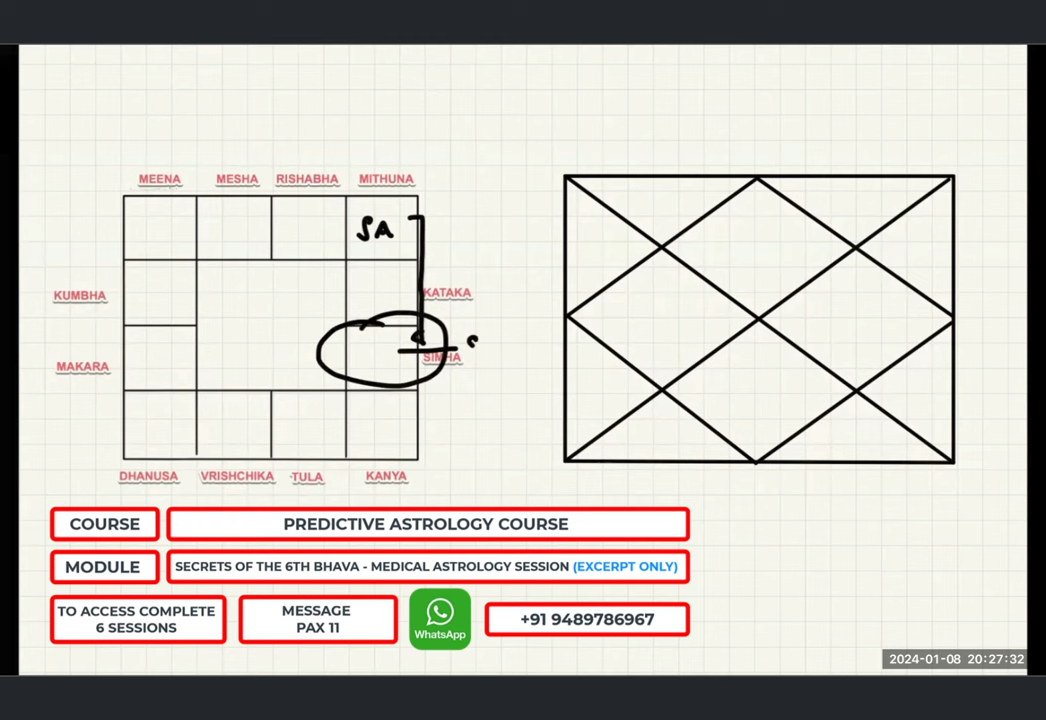 MEENA MESHA RISHABHA MITHUNA
SA
KUMBHA
KATAKA
SIMHA
MAKARA
DHANUSA VRISHCHIKA TULA KANYA
COURSE PREDICTIVE ASTROLOGY COURSE
MODULE SECRETS OF THE 6TH BHAVA - MEDICAL ASTROLOGY SESSION (EXCERPT ONLY)
TO ACCESS COMPLETE
6 SESSIONS
MESSAGE
PAX 11
WhatsApp
+91 9489786967
2024-01-08 20:27:32